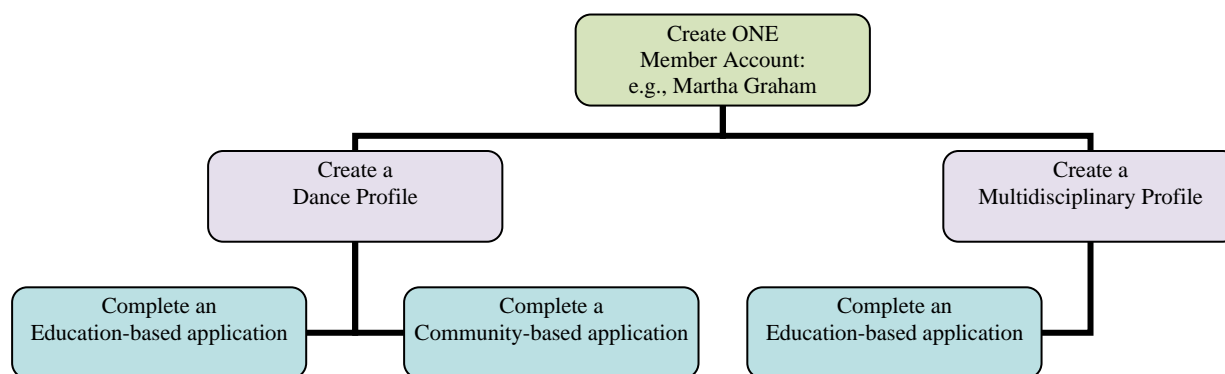 Create ONE
Member Account:
e.g., Martha Graham
Create a
Dance Profile
Create a
Multidisciplinary Profile
Complete an
Education-based application
Complete a
Community-based application
Complete an
Education-based application